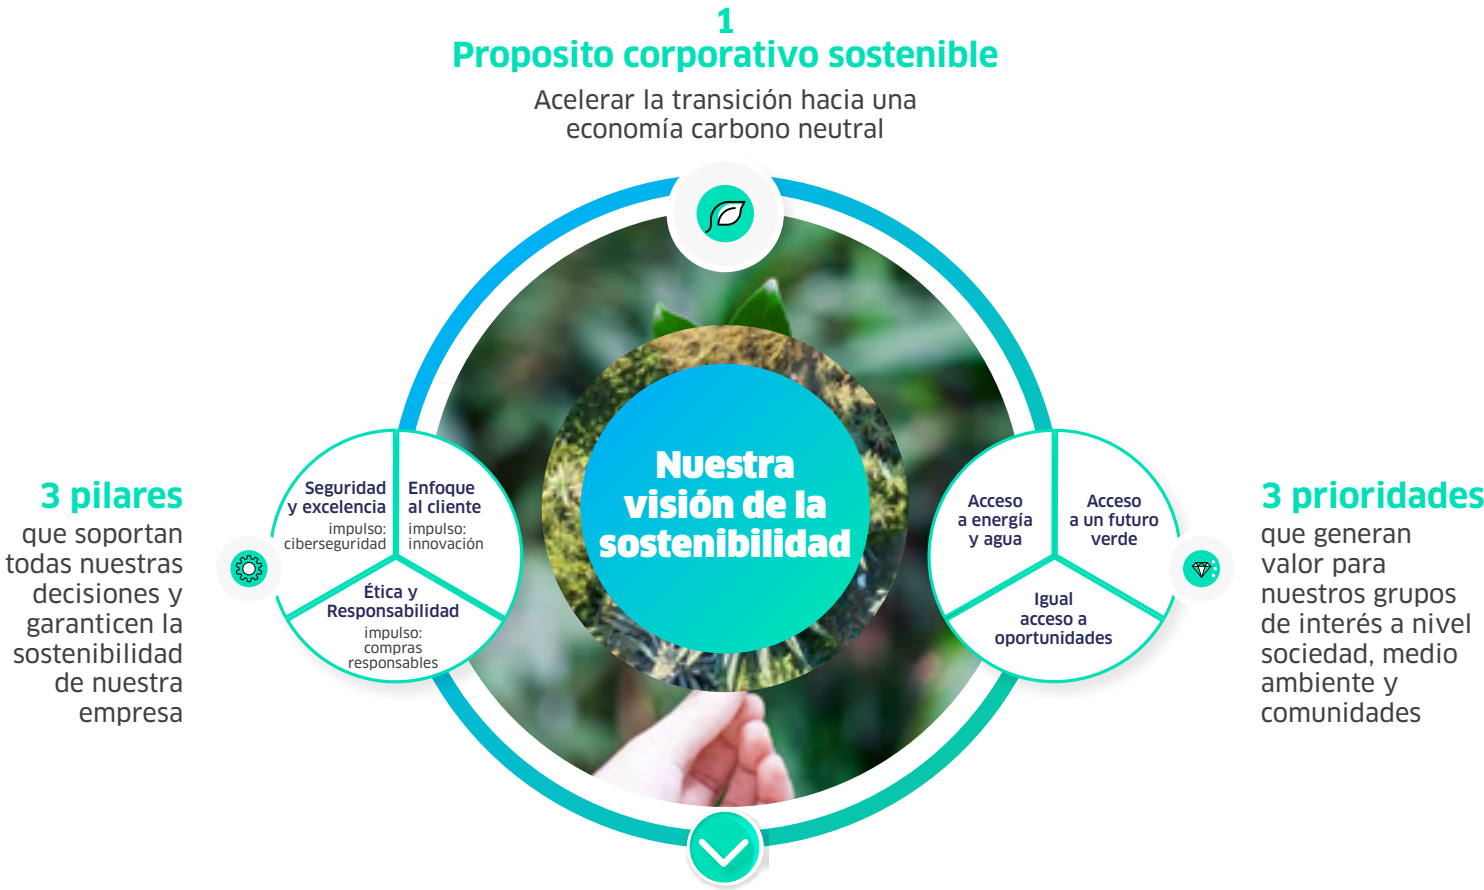 1
Proposito corporativo sostenible
Acelerar la transición hacia una
economía carbono neutral
3 pilares
que soportan
todas nuestras
decisiones y
garanticen la
sostenibilidad
de nuestra
empresa
Seguridad
y excelencia
impulso:
ciberseguridad
Enfoque
al cliente
impulso:
innovación
Ética y
Responsabilidad
impulso:
compras
responsables
Nuestra
visión de la
sostenibilidad
Acceso
a energía
y agua
Acceso
a un futuro
verde
Igual
acceso a
oportunidades
3 prioridades
que generan
valor para
nuestros grupos
de interés a nivel
sociedad, medio
ambiente y
comunidades